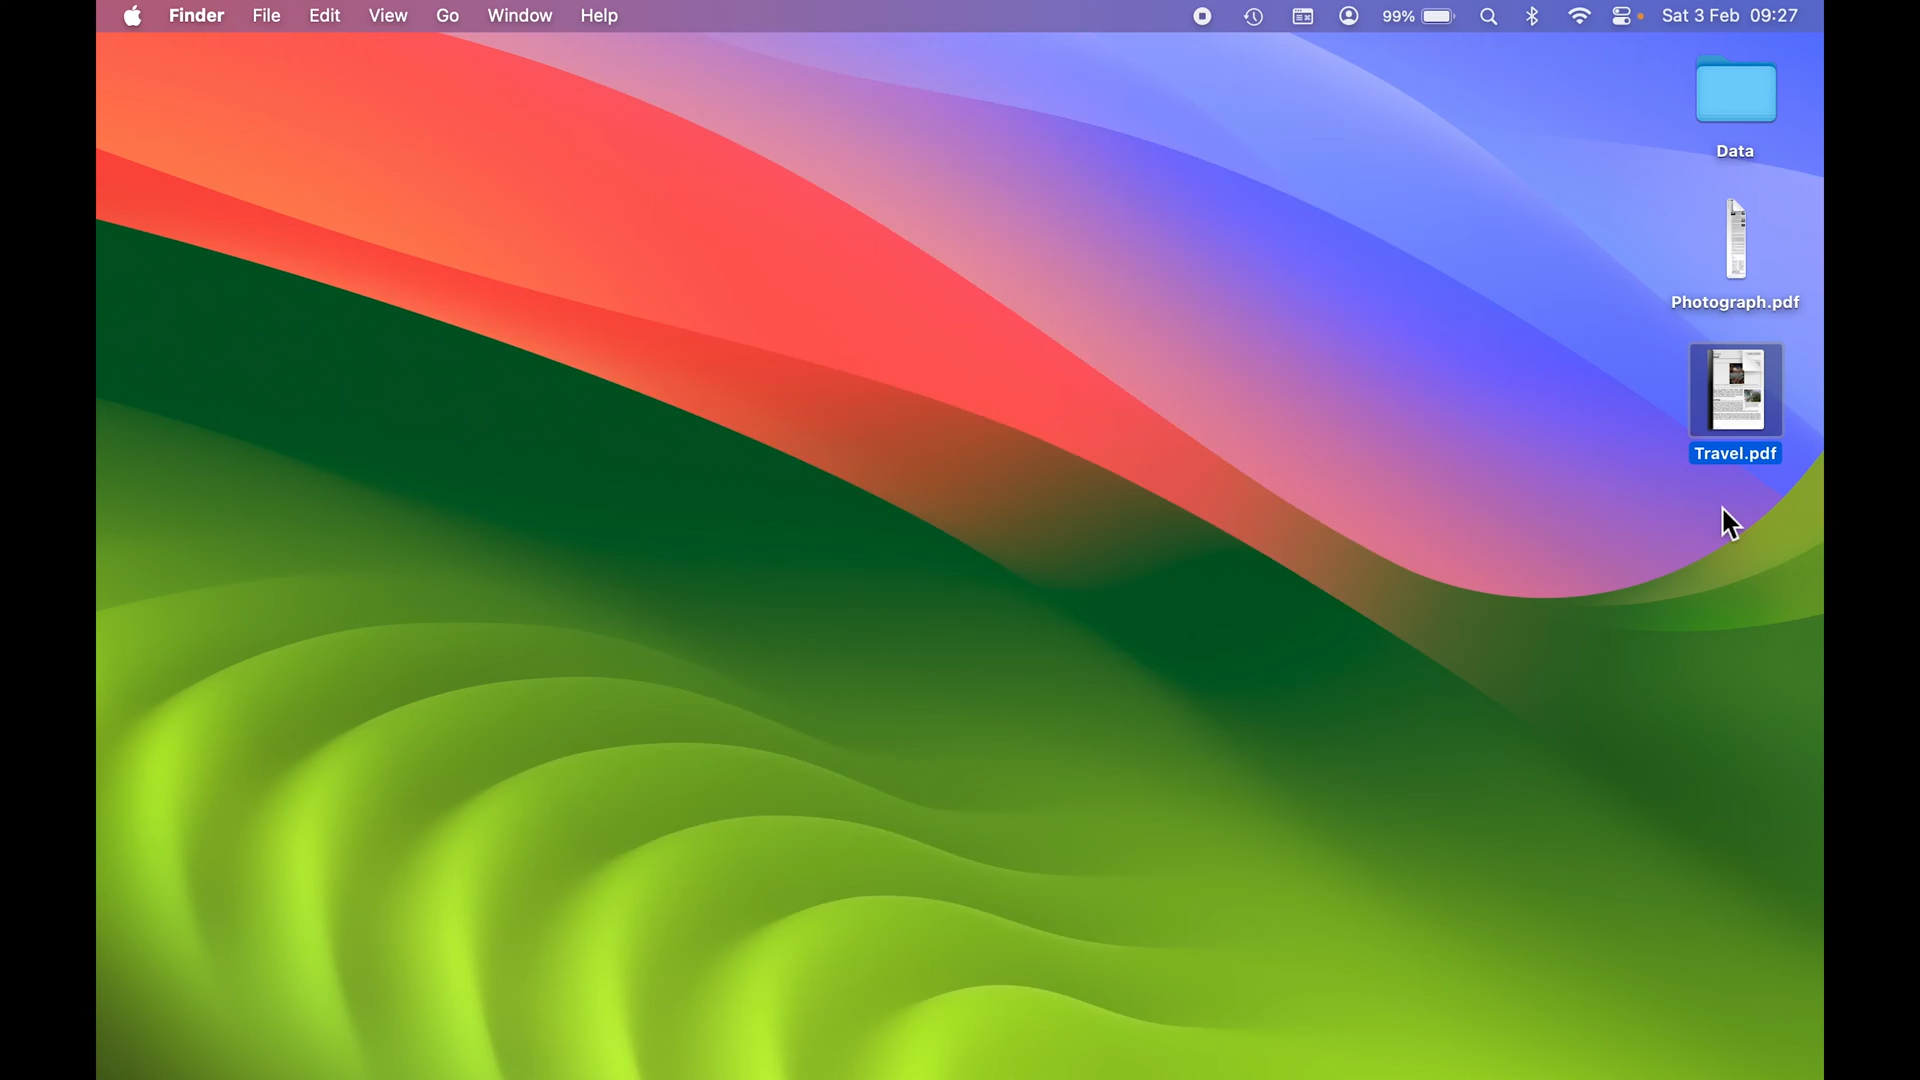 Finder File Edit View Go Window Help 99% Sat 3 Feb 09:27
Data
Photograph.pdf
Travel.pdf